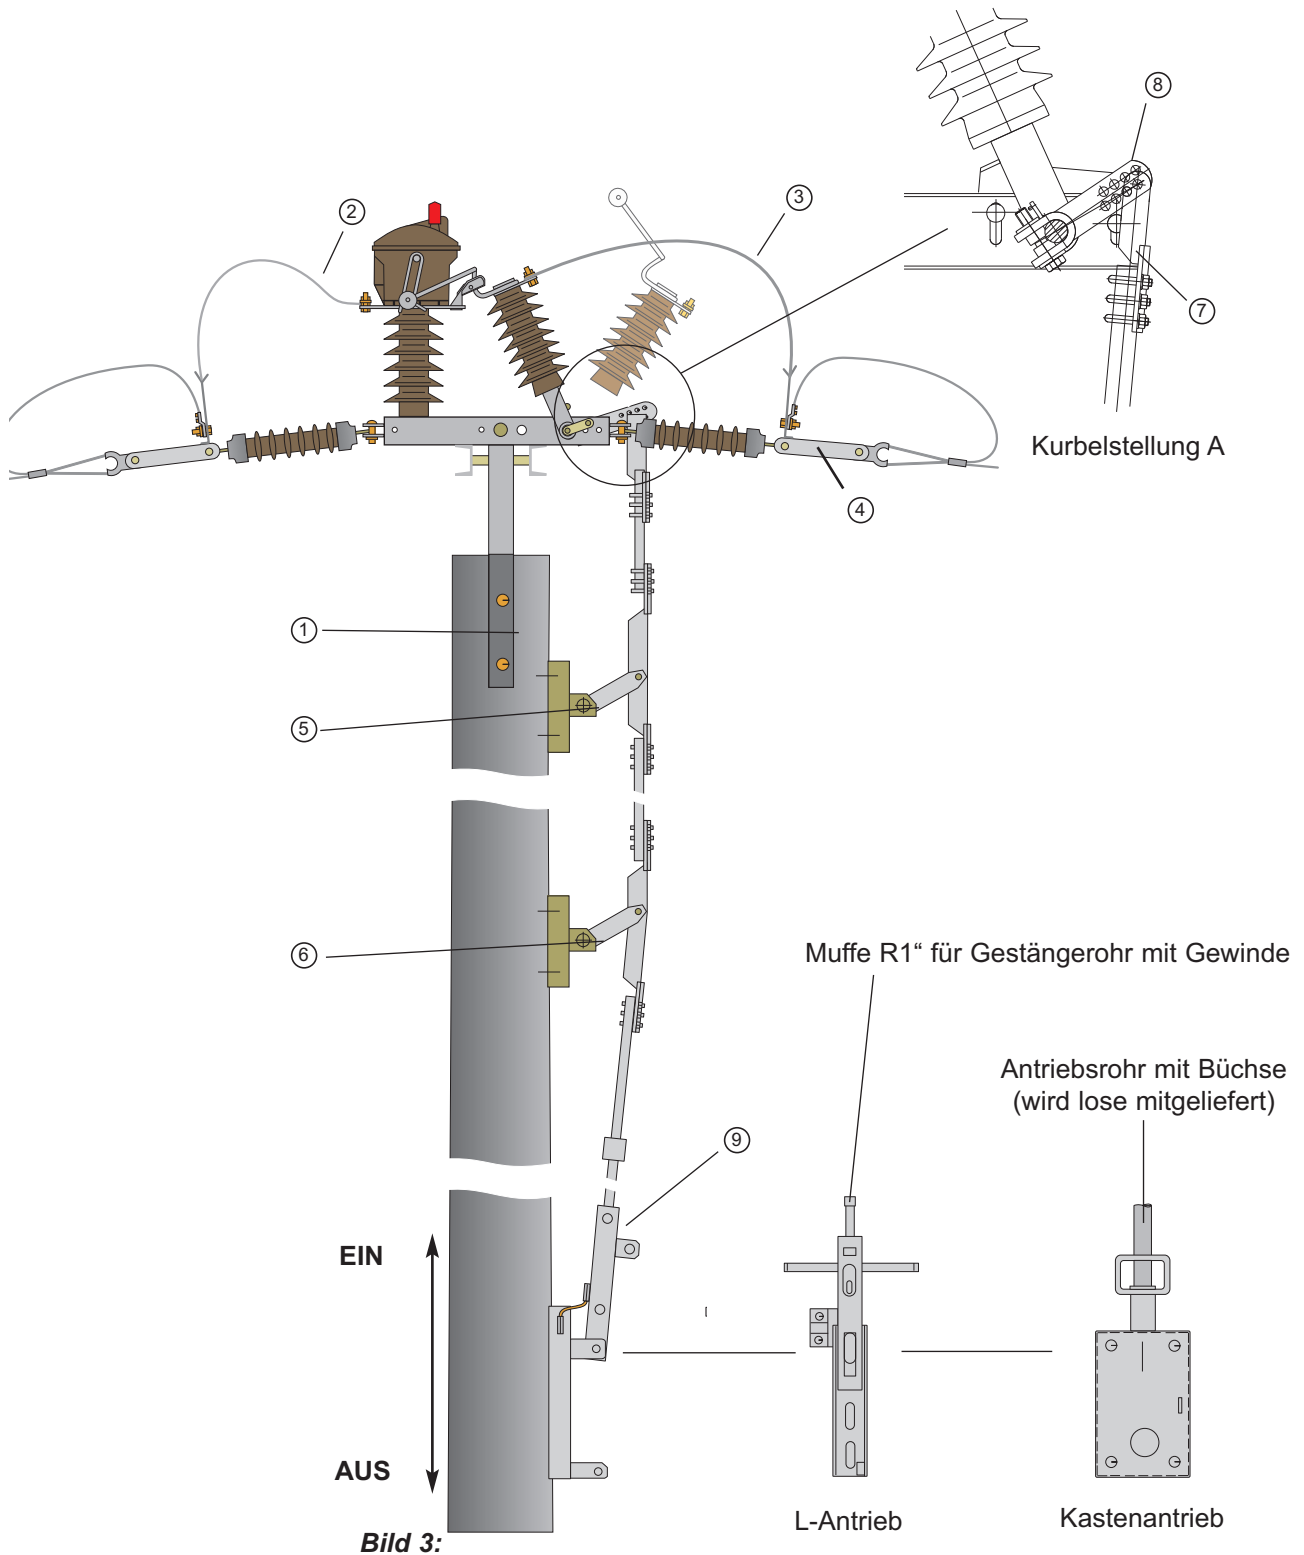 8
2
3
7
Kurbelstellung A
4
1
5
6
Muffe R1“ für Gestängerohr mit Gewinde
Antriebsrohr mit Büchse
(wird lose mitgeliefert)
9
EIN
AUS
L-Antrieb
Kastenantrieb
Bild 3: